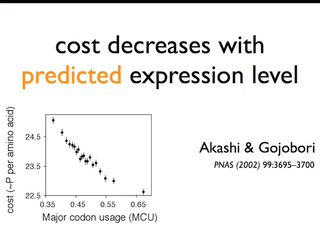 cost decreases with
predicted expression level
cost (~P per amino acid)
24.5
23.5
22.5
0.35 0.45 0.55 0.65
Major codon usage (MCU)
Akashi & Gojobori
PNAS (2002) 99:3695–3700